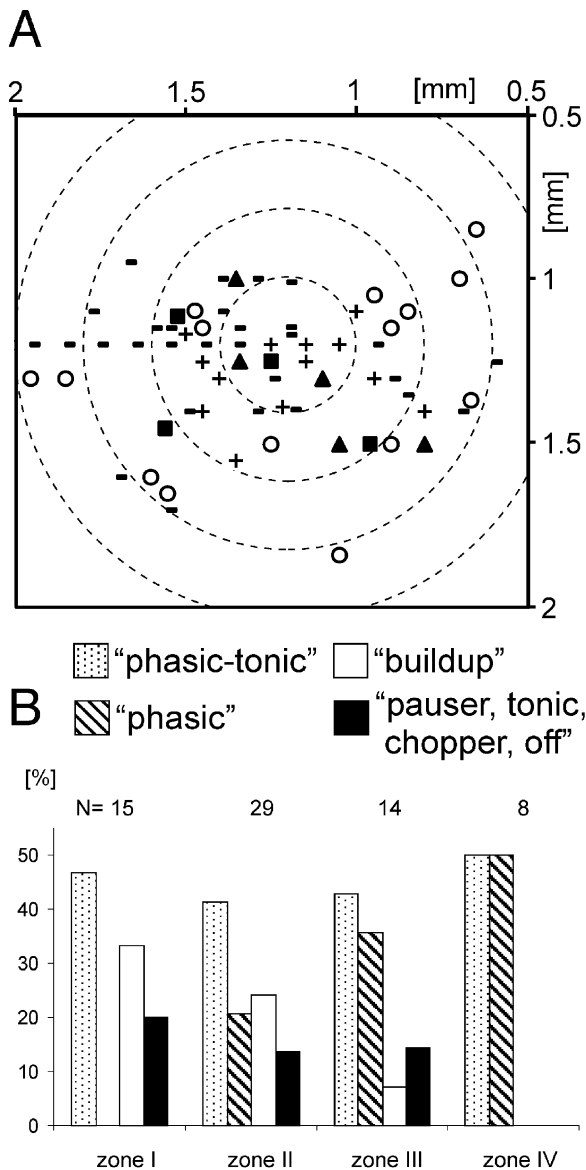 A
2 1.5 1 [mm] 0.5
0.5
[mm]
1
1.5
2
"phasic-tonic" "buildup"
B "phasic" "pauser, tonic,
chopper, off"
[%]
N= 15 29 14 8
50
40
30
20
10
0
zone I zone II zone III zone IV